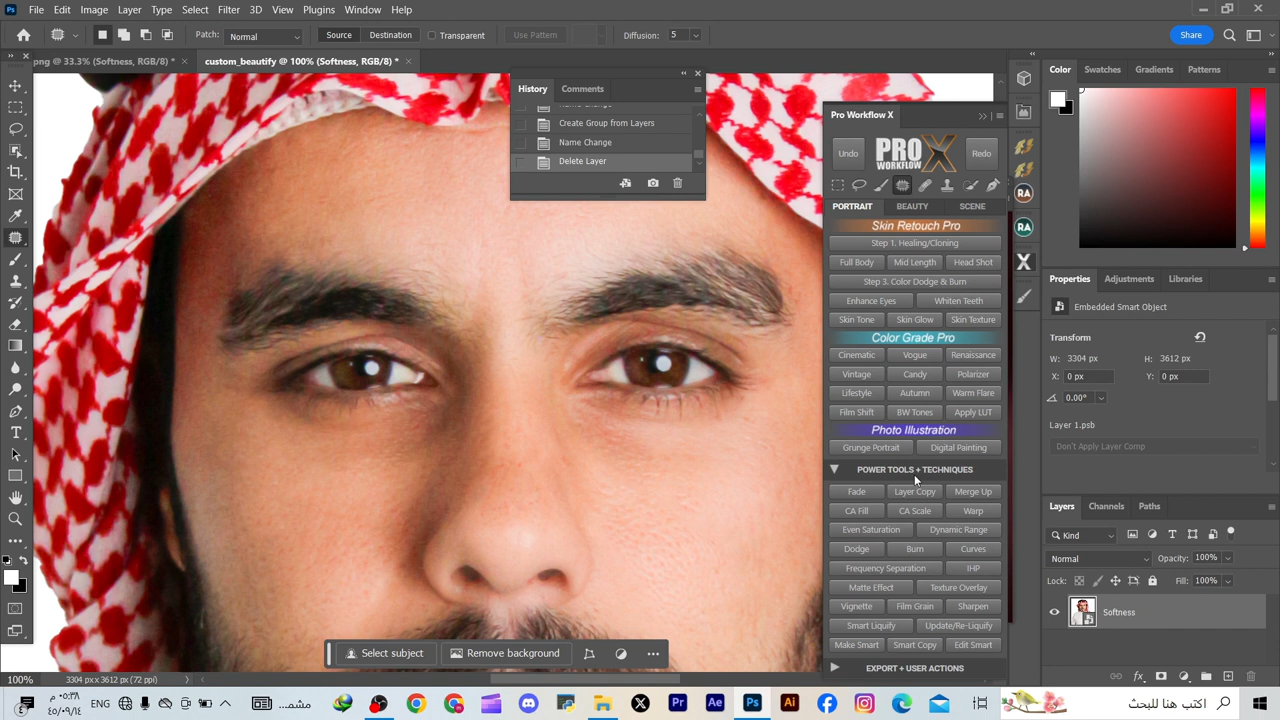 Ps File Edit Image Layer Type Select Filter 3D View Plugins Window Help
Patch: Normal Source Destination Transparent Use Pattern Diffusion: 5 Share
png @ 33.3% (Softness, RGB/8) * ×
custom_beautify @ 100% (Softness, RGB/8) * ×
History Comments
Create Group from Layers
Name Change
Delete Layer
Pro Workflow X
Undo PRO WORKFLOW X Redo
PORTRAIT BEAUTY SCENE
Skin Retouch Pro
Step 1. Healing/Cloning
Full Body Mid Length Head Shot
Step 3. Color Dodge & Burn
Enhance Eyes Whiten Teeth
Skin Tone Skin Glow Skin Texture
Color Grade Pro
Cinematic Vogue Renaissance
Vintage Candy Polarizer
Lifestyle Autumn Warm Flare
Film Shift BW Tones Apply LUT
Photo Illustration
Grunge Portrait Digital Painting
POWER TOOLS + TECHNIQUES
Fade Layer Copy Merge Up
CA Fill CA Scale Warp
Even Saturation Dynamic Range
Dodge Burn Curves
Frequency Separation IHP
Matte Effect Texture Overlay
Vignette Film Grain Sharpen
Smart Liquify Update/Re-Liquify
Make Smart Smart Copy Edit Smart
EXPORT + USER ACTIONS
RA
RA
X
Color Swatches Gradients Patterns
Properties Adjustments Libraries
Embedded Smart Object
Transform
W: 3304 px H: 3612 px
X: 0 px Y: 0 px
0.00°
Layer 1.psb
Don't Apply Layer Comp
Layers Channels Paths
Kind
Normal Opacity: 100%
Lock: Fill: 100%
Softness
Select subject Remove background
100% 3304 px x 3612 px (72 ppi)
ENG مشمس... Pr Ae Ps Ai اكتب هنا للبحث